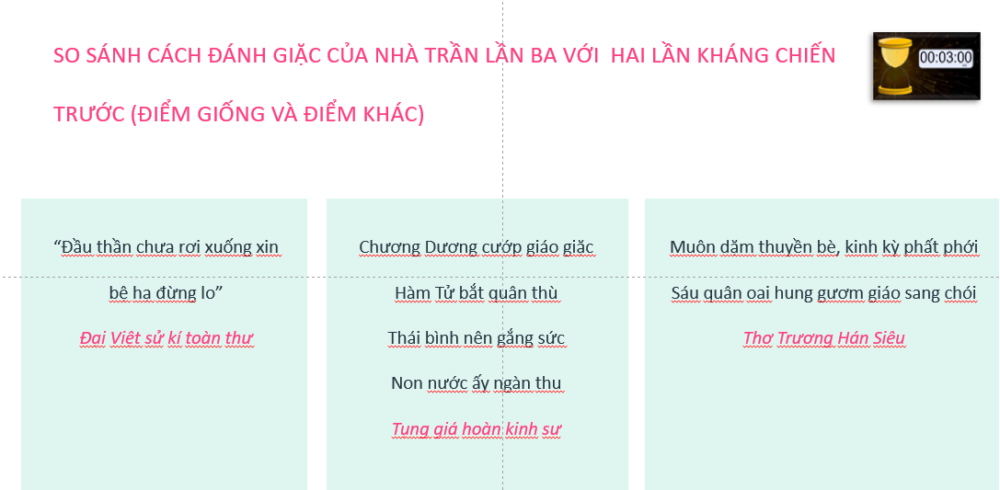 SO SÁNH CÁCH ĐÁNH GIẶC CỦA NHÀ TRẦN LẦN BA VỚI HAI LẦN KHÁNG CHIẾN
TRƯỚC (ĐIỂM GIỐNG VÀ ĐIỂM KHÁC)
00:03:00
“Đầu thần chưa rơi xuống xin
bệ hạ đừng lo”
Đại Việt sử kí toàn thư
Chương Dương cướp giáo giặc
Hàm Tử bắt quân thù
Thái bình nên gắng sức
Non nước ấy ngàn thu
Tụng giá hoàn kinh sư
Muôn dặm thuyền bè, kinh kỳ phất phới
Sáu quân oai hung gươm giáo sang chói
Thơ Trương Hán Siêu